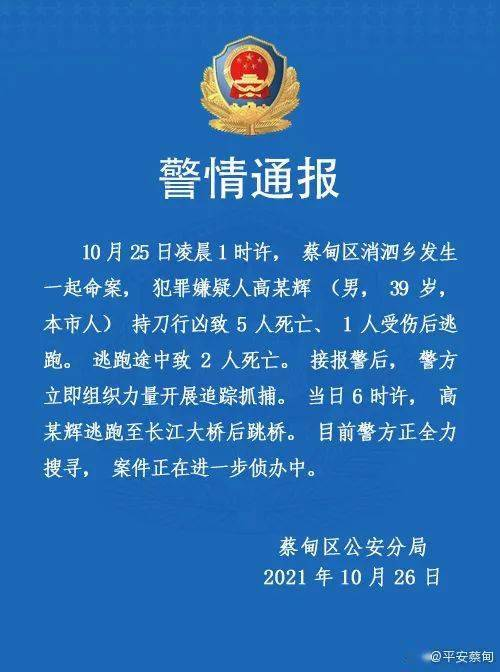 警情通报
10月25日凌晨1时许，蔡甸区消泗乡发生
一起命案，犯罪嫌疑人高某辉（男，39岁，
本市人）持刀行凶致5人死亡、1人受伤后逃
跑。逃跑途中致2人死亡。接报警后，警方
立即组织力量开展追踪抓捕。当日6时许，高
某辉逃跑至长江大桥后跳桥。目前警方正全力
搜寻，案件正在进一步侦办中。
蔡甸区公安分局
2021年10月26日
@平安蔡甸